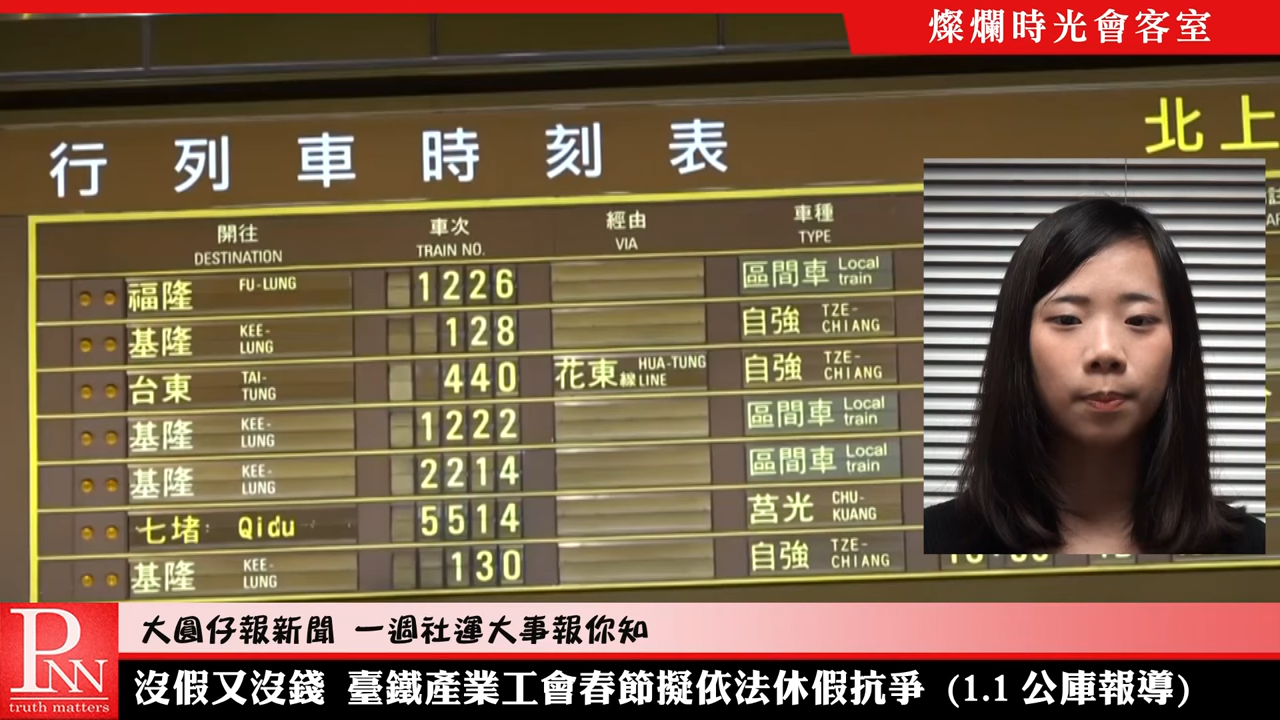 燦爛時光會客室
行列車時刻表
北上
開往 車次 經由 車種
DESTINATION TRAIN NO. VIA TYPE
福隆 FU-LUNG 1226 區間車 Local train
基隆 KEE-LUNG 128 自強 TZE-CHIANG
台東 TAI-TUNG 440 花東線 HUA-TUNG LINE 自強 TZE-CHIANG
基隆 KEE-LUNG 1222 區間車 Local train
基隆 KEE-LUNG 2214 區間車 Local train
七堵 Qidu 5514 莒光 CHU-KUANG
基隆 KEE-LUNG 130 自強 TZE-CHIANG
大圓仔報新聞 一週社運大事報你知
PNN
truth matters
沒假又沒錢 臺鐵產業工會春節擬依法休假抗爭 (1.1 公庫報導)